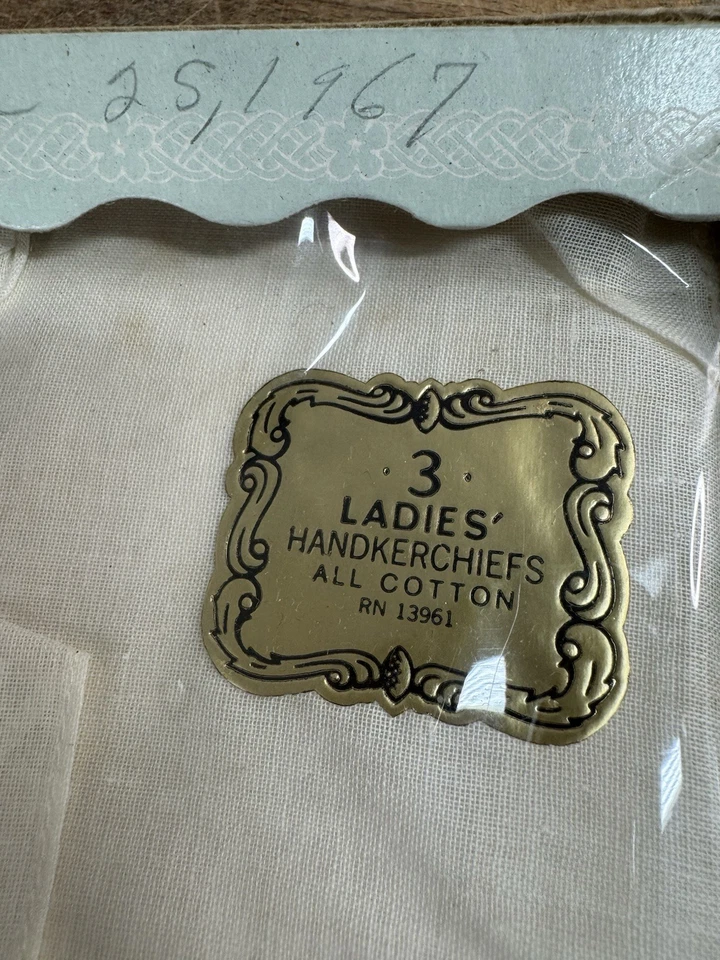 25, 1967
· 3 ·
LADIES'
HANDKERCHIEFS
ALL COTTON
RN 13961